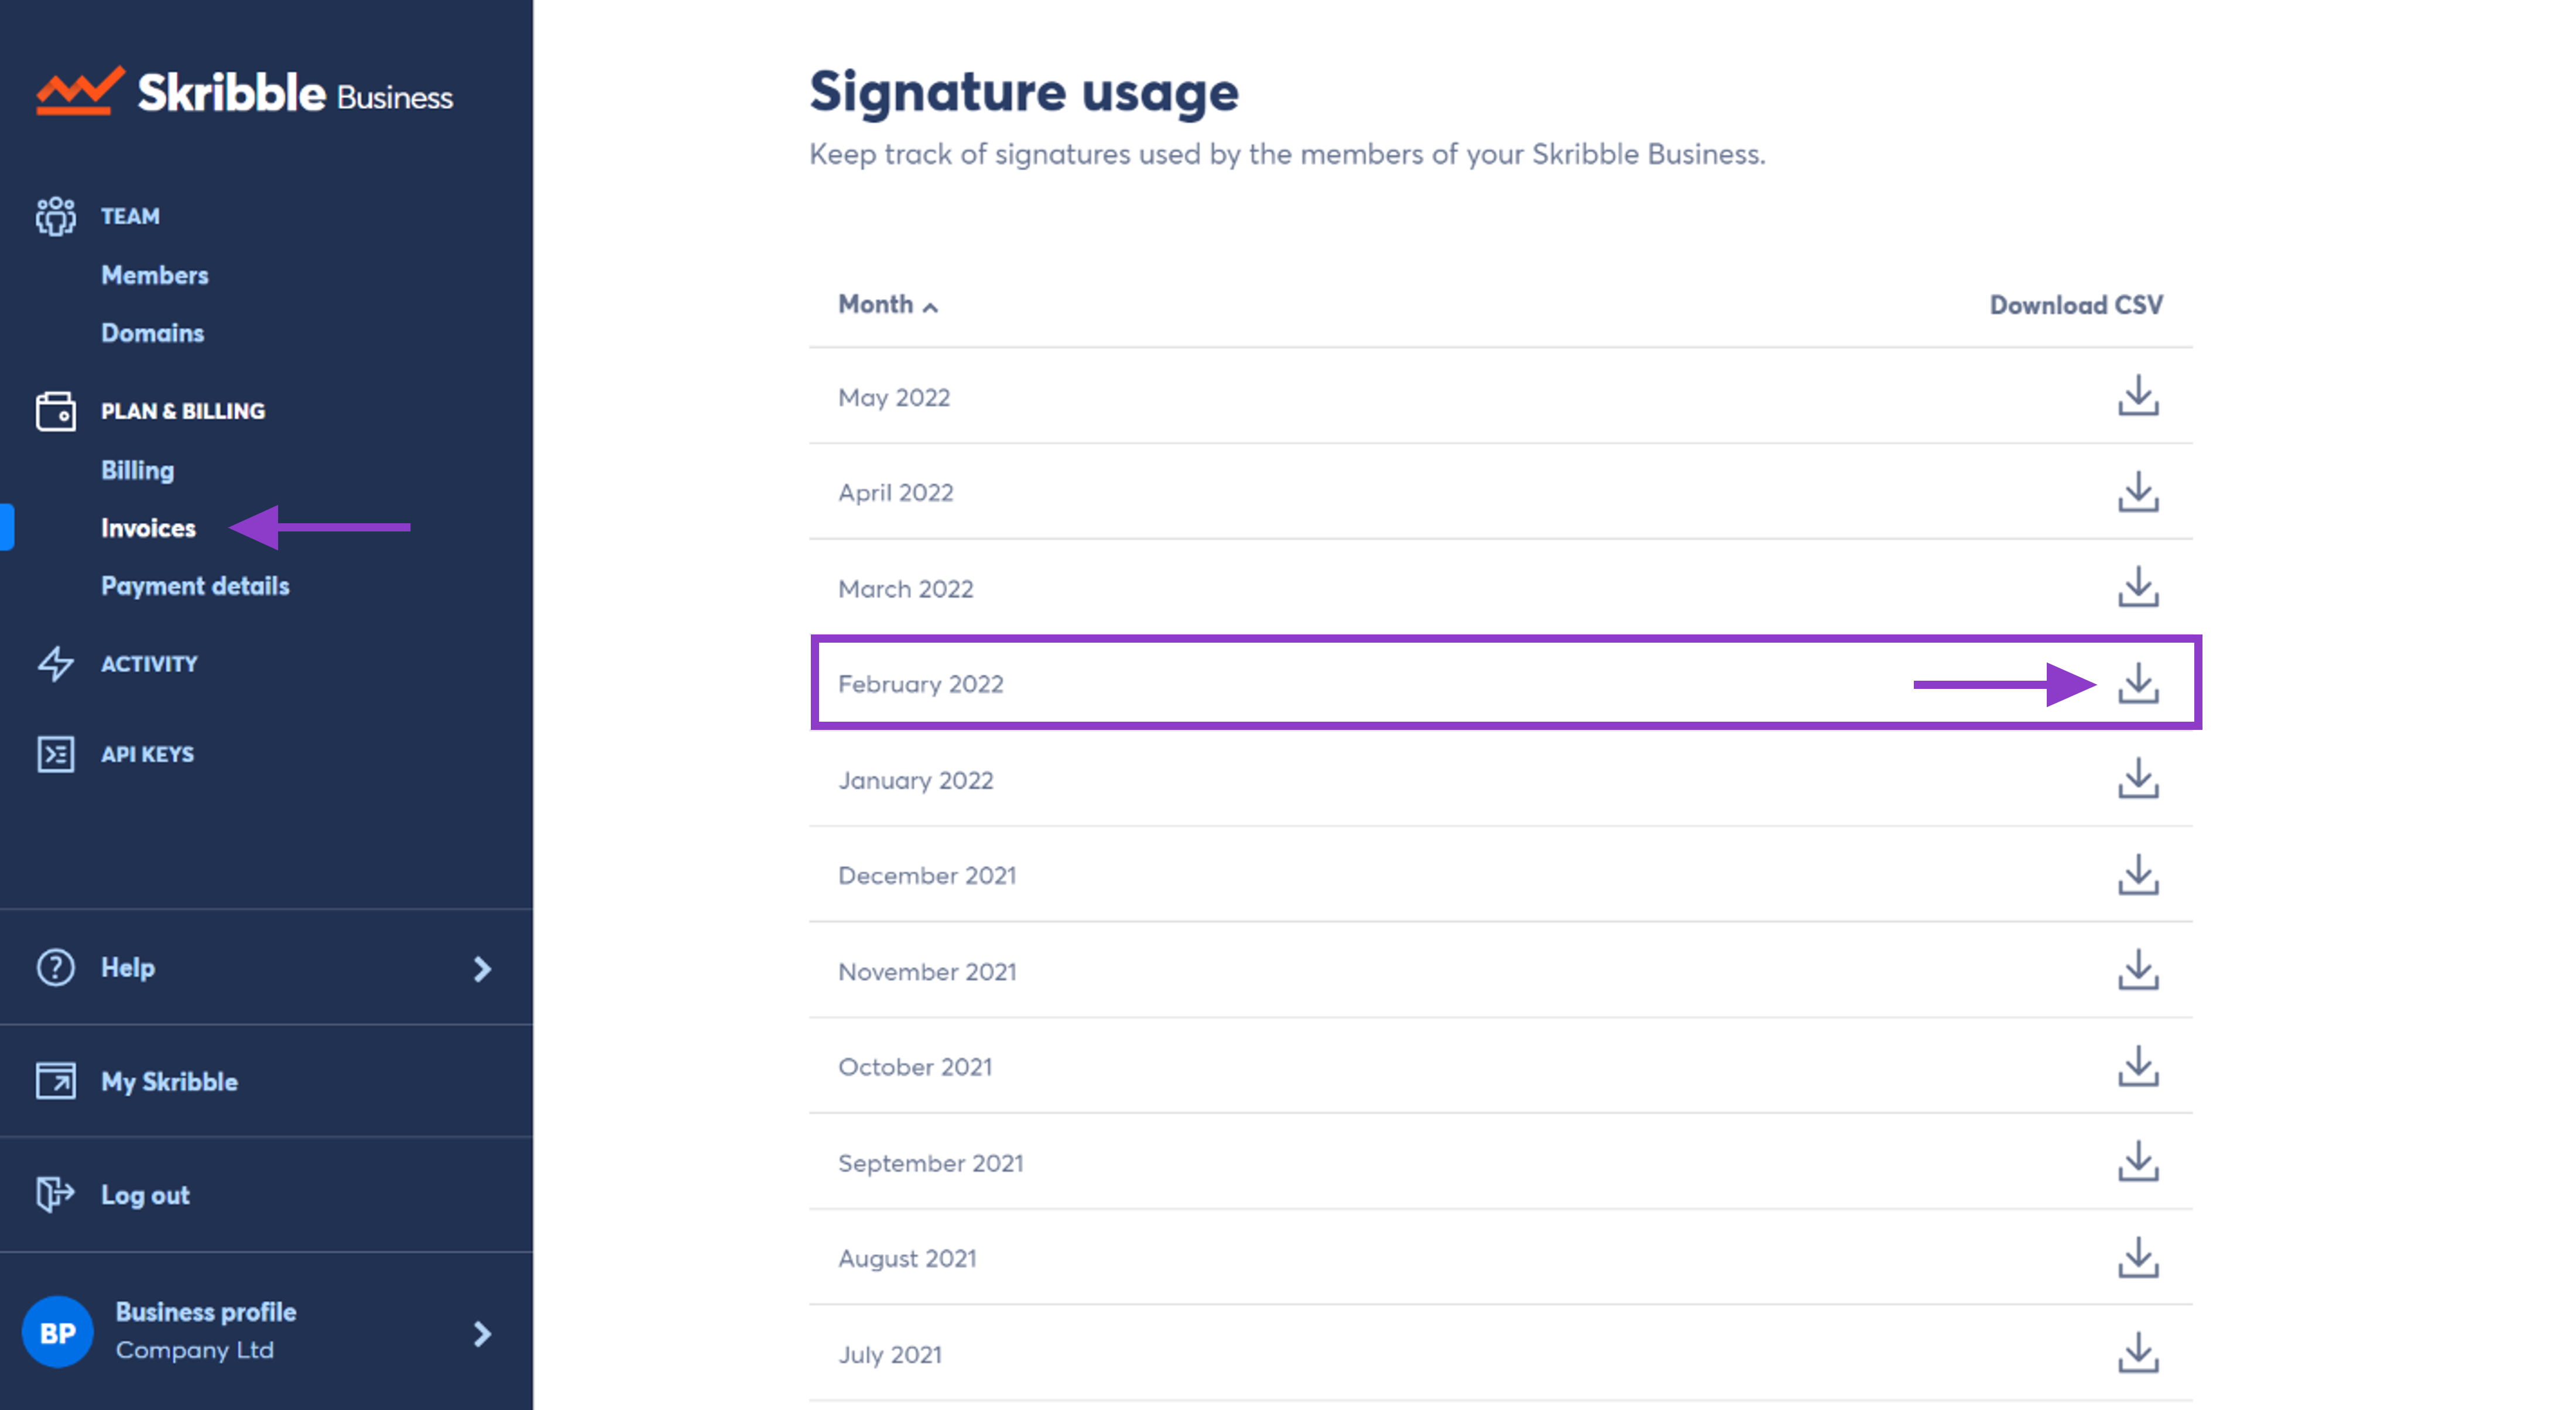 Skribble Business
TEAM
Members
Domains
PLAN & BILLING
Billing
Invoices
Payment details
ACTIVITY
API KEYS
Help
My Skribble
Log out
BP
Business profile
Company Ltd
Signature usage
Keep track of signatures used by the members of your Skribble Business.
Month Download CSV
May 2022
April 2022
March 2022
February 2022
January 2022
December 2021
November 2021
October 2021
September 2021
August 2021
July 2021